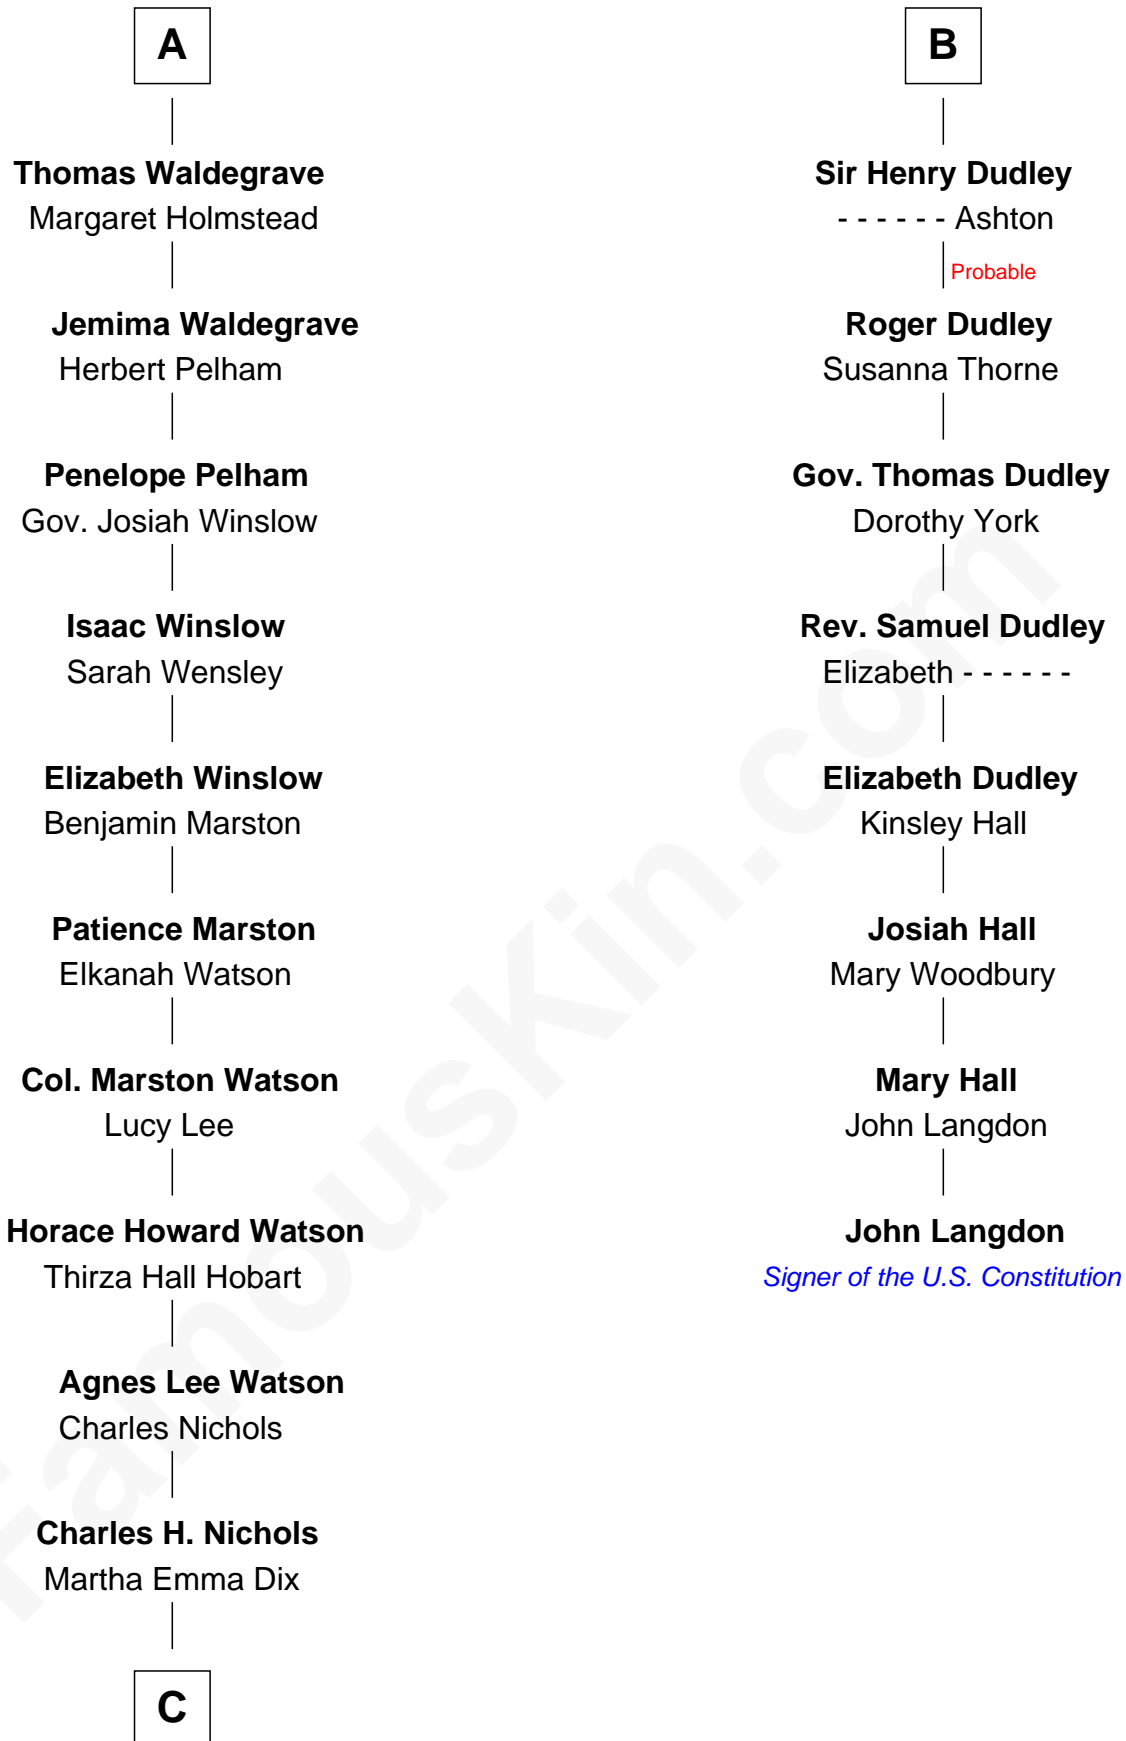 A
Thomas Waldegrave
Margaret Holmstead
Jemima Waldegrave
Herbert Pelham
Penelope Pelham
Gov. Josiah Winslow
Isaac Winslow
Sarah Wensley
Elizabeth Winslow
Benjamin Marston
Patience Marston
Elkanah Watson
Col. Marston Watson
Lucy Lee
Horace Howard Watson
Thirza Hall Hobart
Agnes Lee Watson
Charles Nichols
Charles H. Nichols
Martha Emma Dix
C
B
Sir Henry Dudley
- - - - - - Ashton
Probable
Roger Dudley
Susanna Thorne
Gov. Thomas Dudley
Dorothy York
Rev. Samuel Dudley
Elizabeth - - - - - -
Elizabeth Dudley
Kinsley Hall
Josiah Hall
Mary Woodbury
Mary Hall
John Langdon
John Langdon
Signer of the U.S. Constitution
FamousKin.com